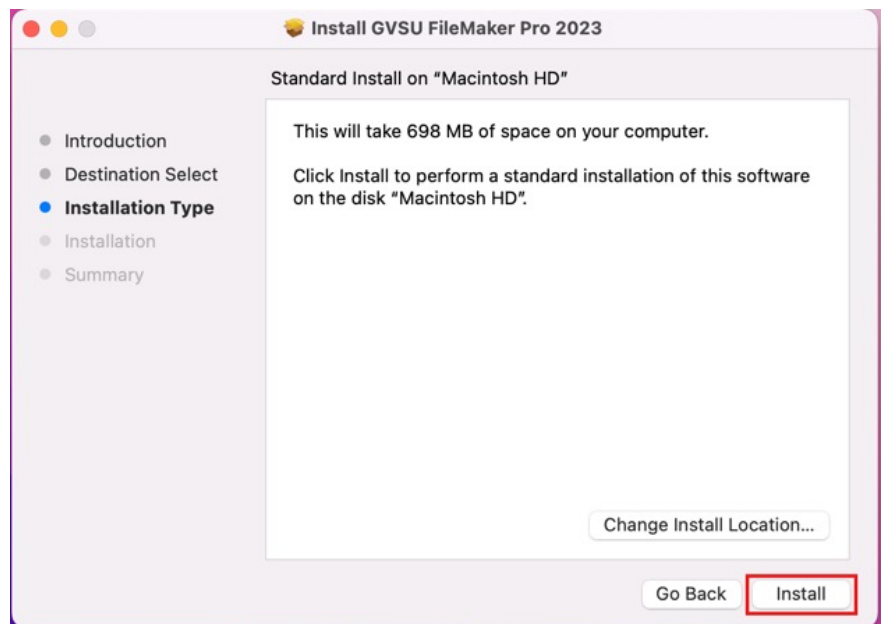 Install GVSU FileMaker Pro 2023
Standard Install on “Macintosh HD”
Introduction
Destination Select
Installation Type
Installation
Summary
This will take 698 MB of space on your computer.
Click Install to perform a standard installation of this software
on the disk “Macintosh HD”.
Change Install Location...
Go Back
Install